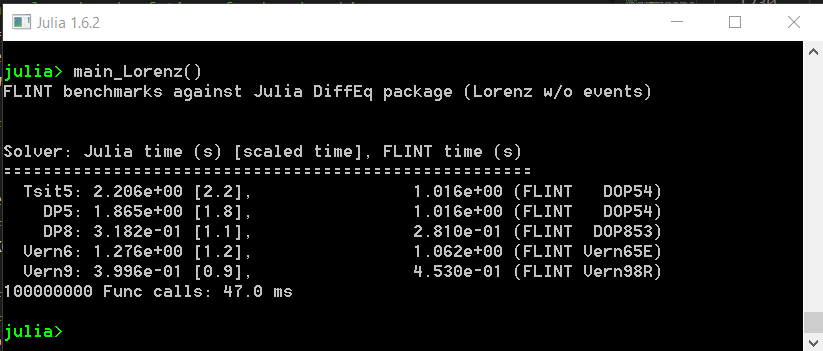 Julia 1.6.2
julia> main_Lorenz()
FLINT benchmarks against Julia DiffEq package (Lorenz w/o events)
Solver: Julia time (s) [scaled time], FLINT time (s)
-----------------------------------------------------
Tsit5: 2.206e+00 [2.2], 1.016e+00 (FLINT DOP54)
DP5: 1.865e+00 [1.8], 1.016e+00 (FLINT DOP54)
DP8: 3.182e-01 [1.1], 2.810e-01 (FLINT DOP853)
Vern6: 1.276e+00 [1.2], 1.062e+00 (FLINT Vern65E)
Vern9: 3.996e-01 [0.9], 4.530e-01 (FLINT Vern98R)
100000000 Func calls: 47.0 ms
julia>